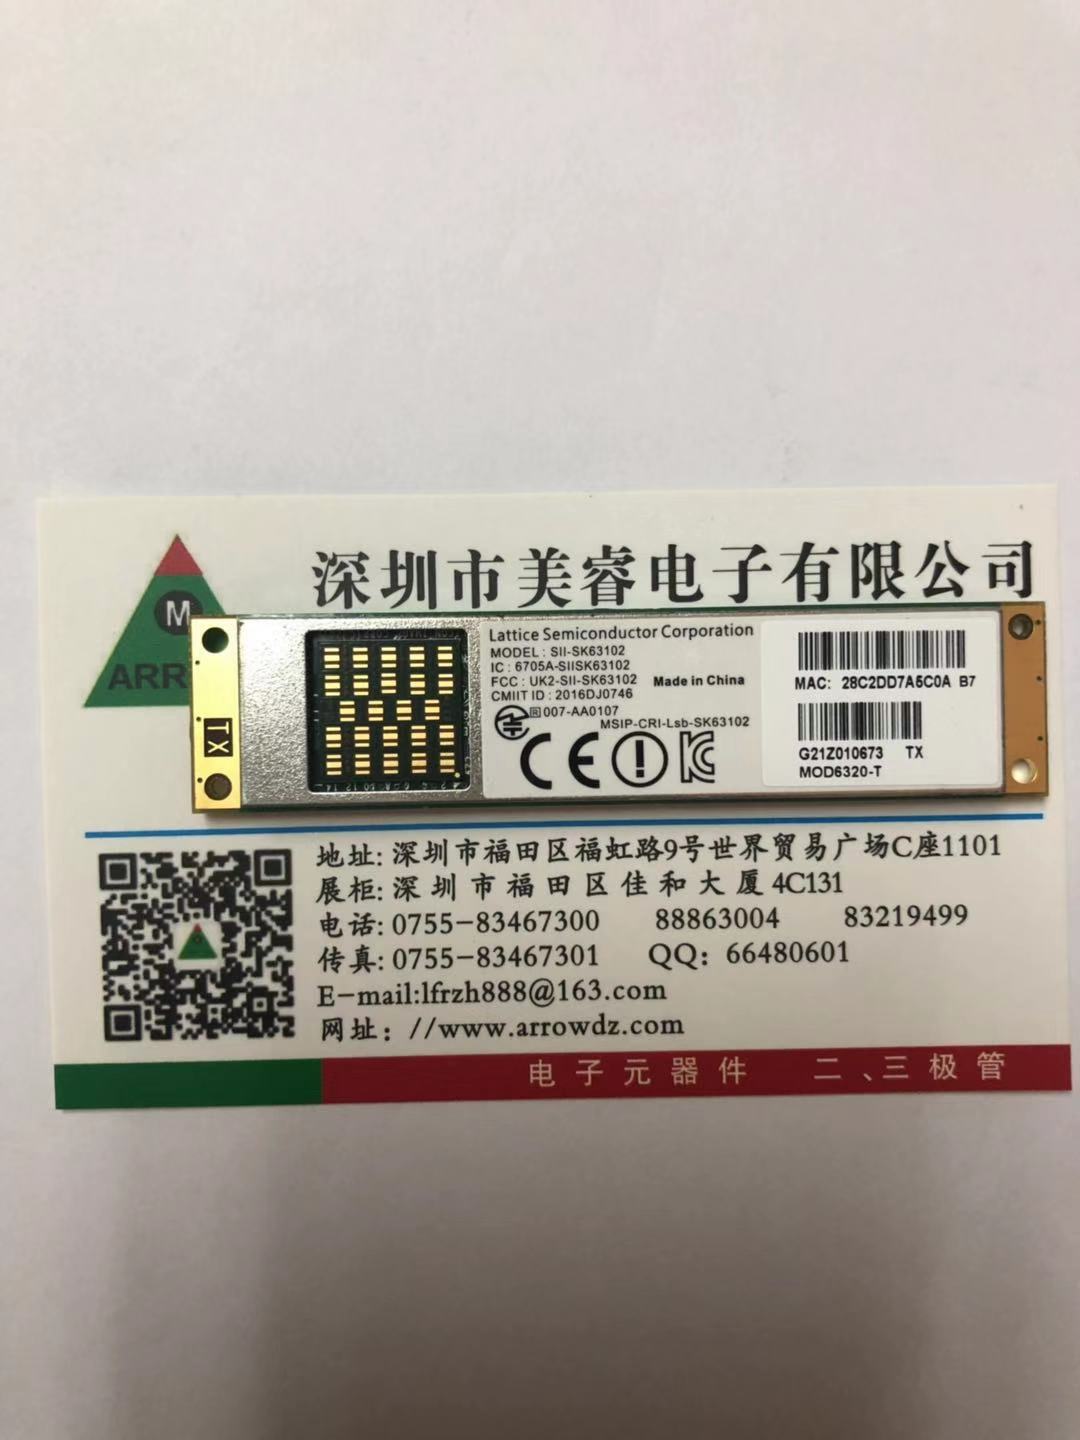 深圳市美睿电子有限公司
M
ARR
TX
Lattice Semiconductor Corporation
MODEL : SII-SK63102
IC : 6705A-SIISK63102
FCC : UK2-SII-SK63102
Made in China
CMIIT ID : 2016DJ0746
R 007-AA0107
MSIP-CRI-Lsb-SK63102
CE
MAC: 28C2DD7A5C0A B7
G21Z010673 TX
MOD6320-T
地址: 深圳市福田区福虹路9号世界贸易广场C座1101
展柜: 深圳市福田区佳和大厦 4C131
电话: 0755-83467300 88863004 83219499
传真: 0755-83467301 QQ: 66480601
E-mail:lfrzh888@163.com
网址: //www.arrowdz.com
电子元器件 二、三极管